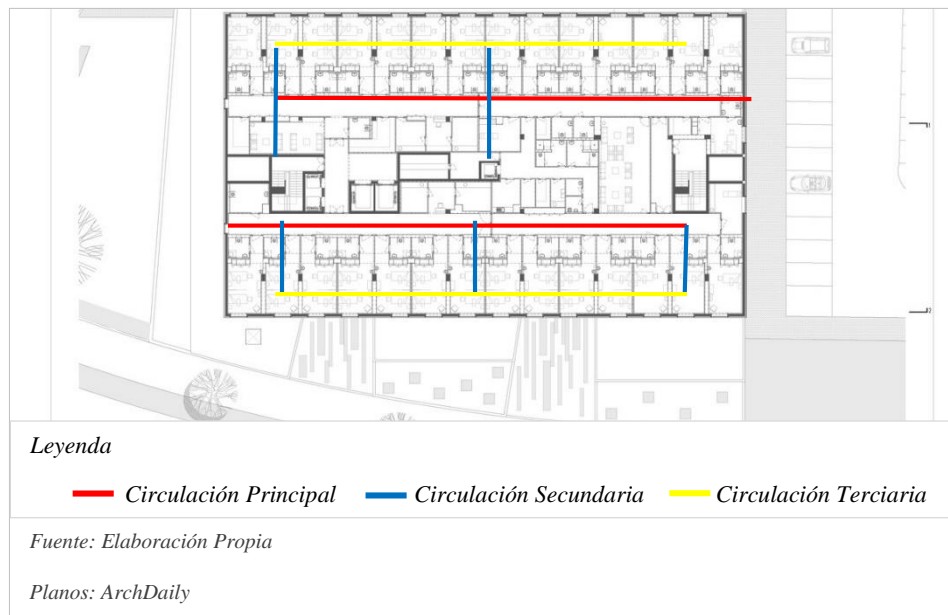 Leyenda
Circulación Principal Circulación Secundaria Circulación Terciaria
Fuente: Elaboración Propia
Planos: ArchDaily